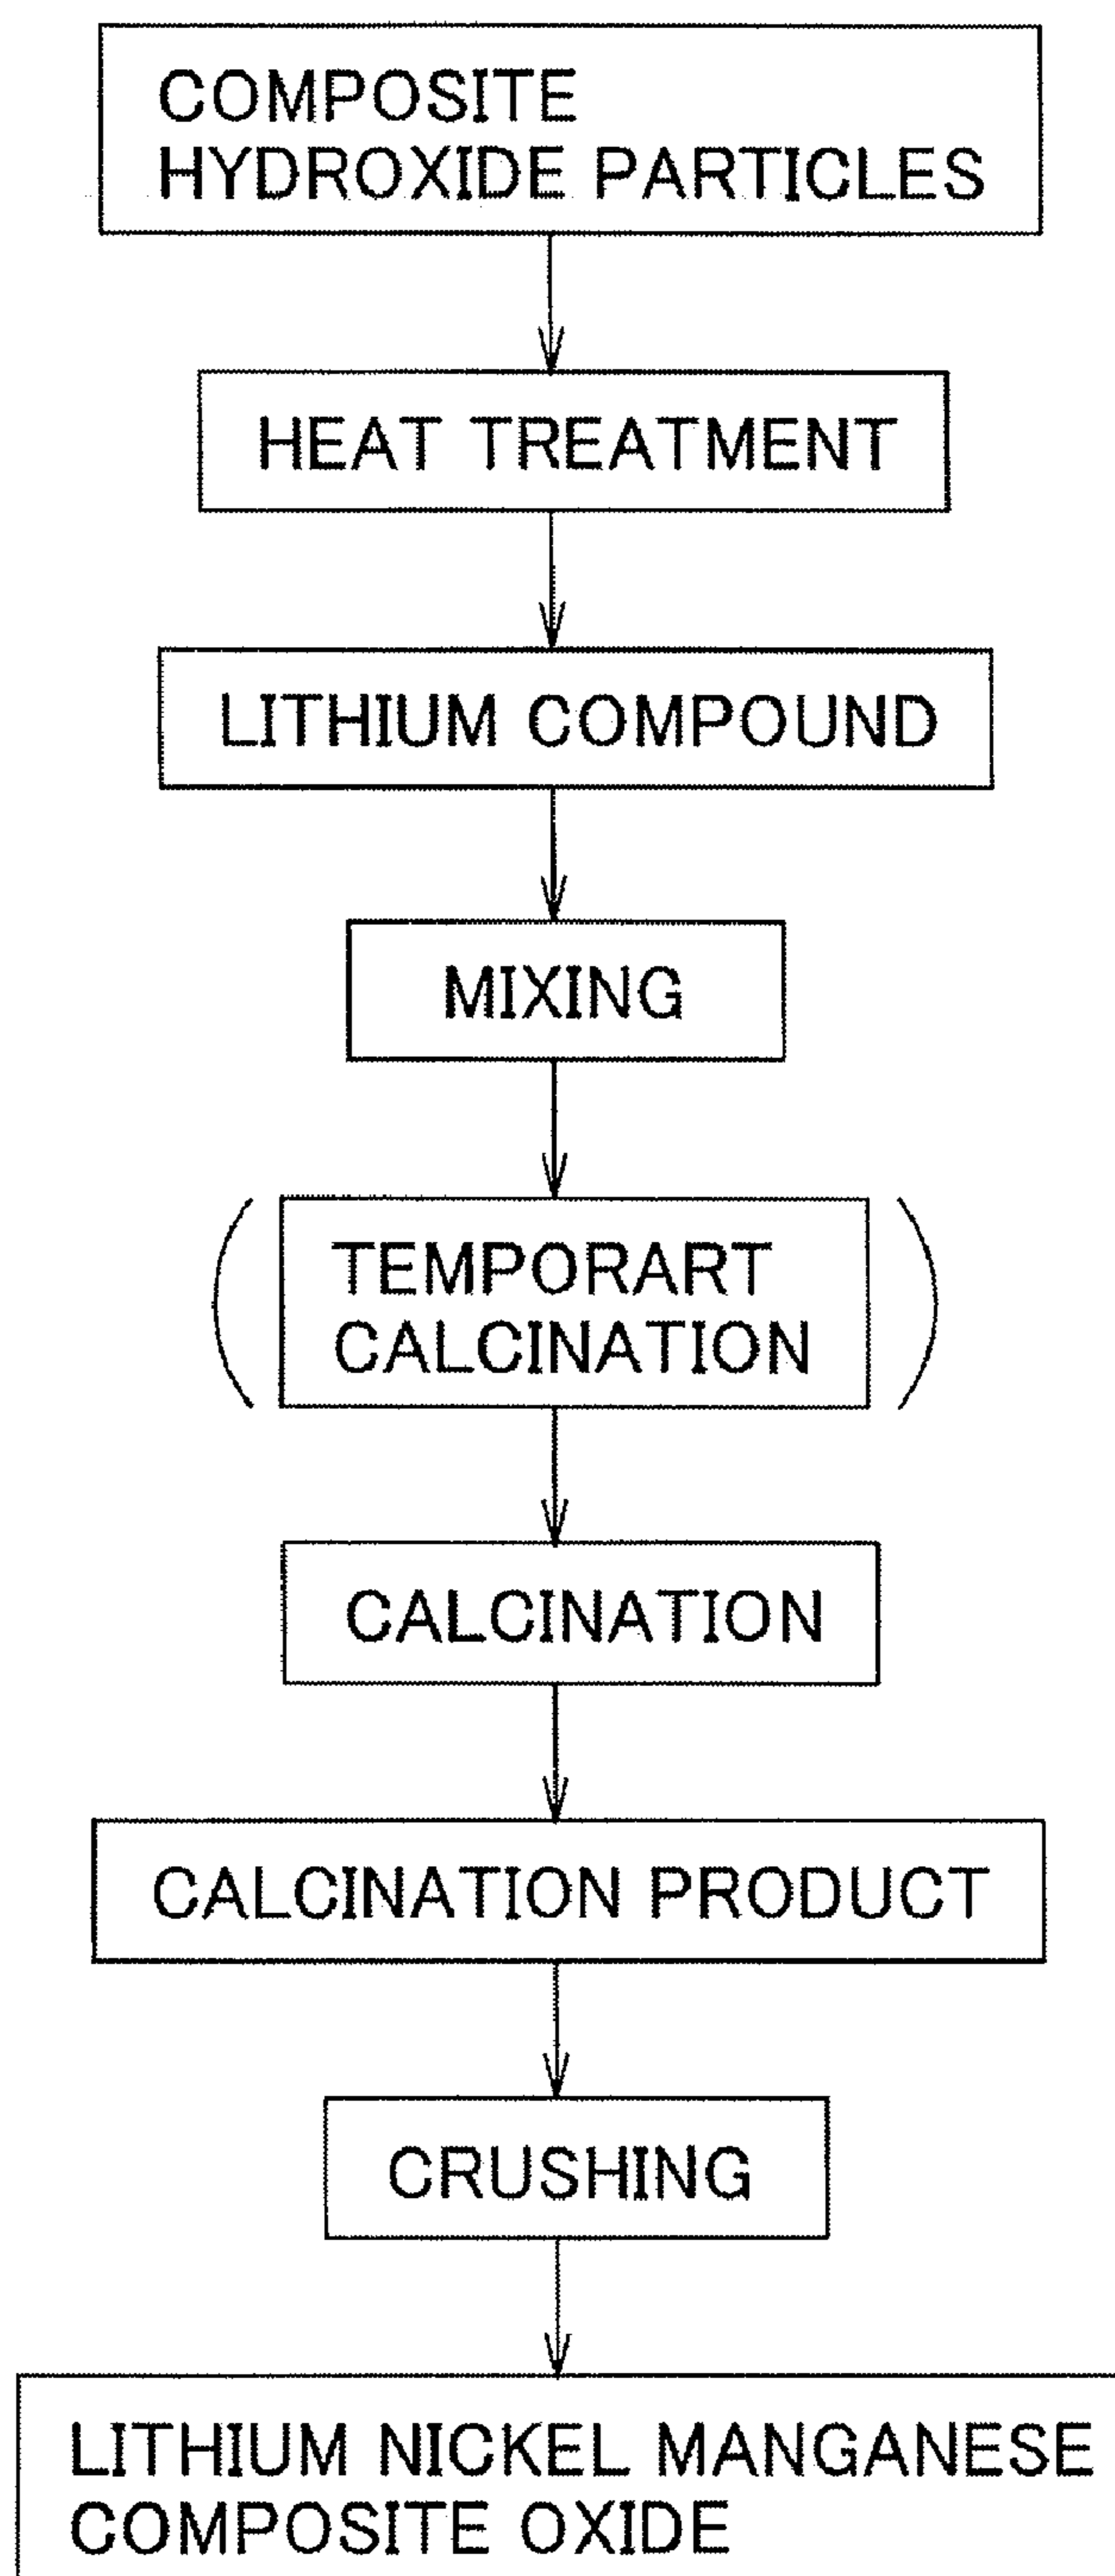 COMPOSITE
HYDROXIDE PARTICLES
HEAT TREATMENT
LITHIUM COMPOUND
MIXING
TEMPORART
CALCINATION
CALCINATION
CALCINATION PRODUCT
CRUSHING
LITHIUM NICKEL MANGANESE
COMPOSITE OXIDE